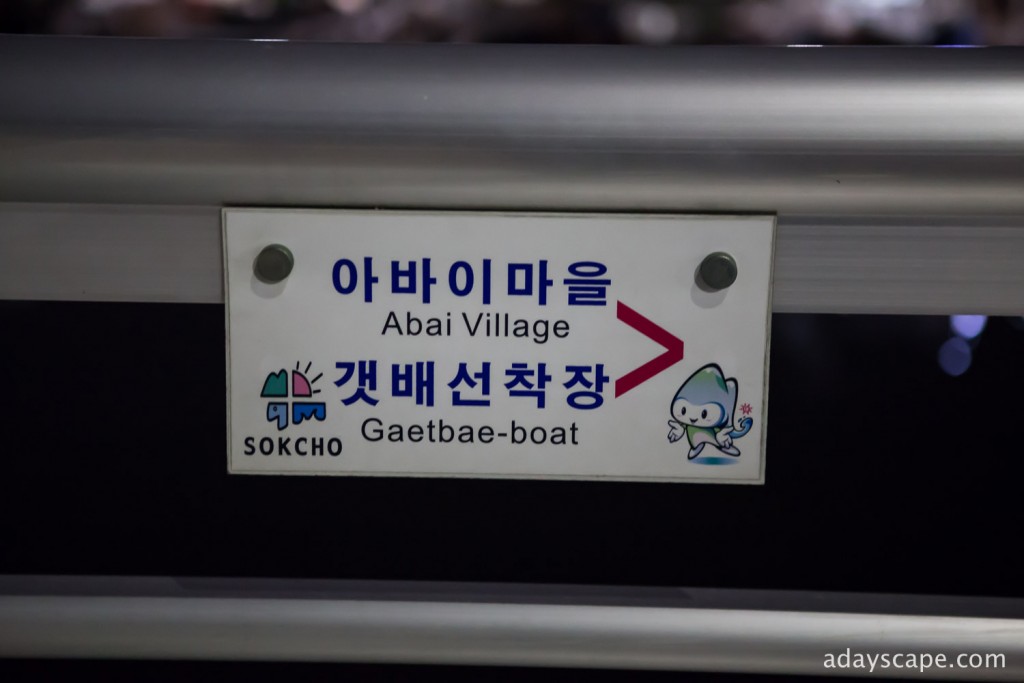 아바이마을
Abai Village
갯배선착장
Gaetbae-boat
SOKCHO
adayscape.com